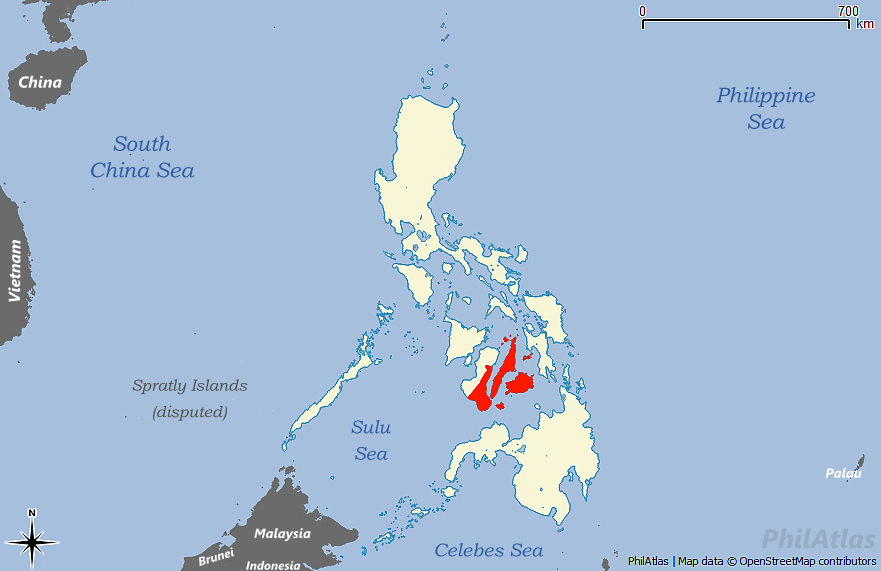 0 700
km
China
Philippine
Sea
South
China Sea
Vietnam
Spratly Islands
(disputed)
Sulu
Sea
Palau
N
Malaysia
Brunei
Indonesia
Celebes Sea
PhilAtlas
PhilAtlas | Map data © OpenStreetMap contributors